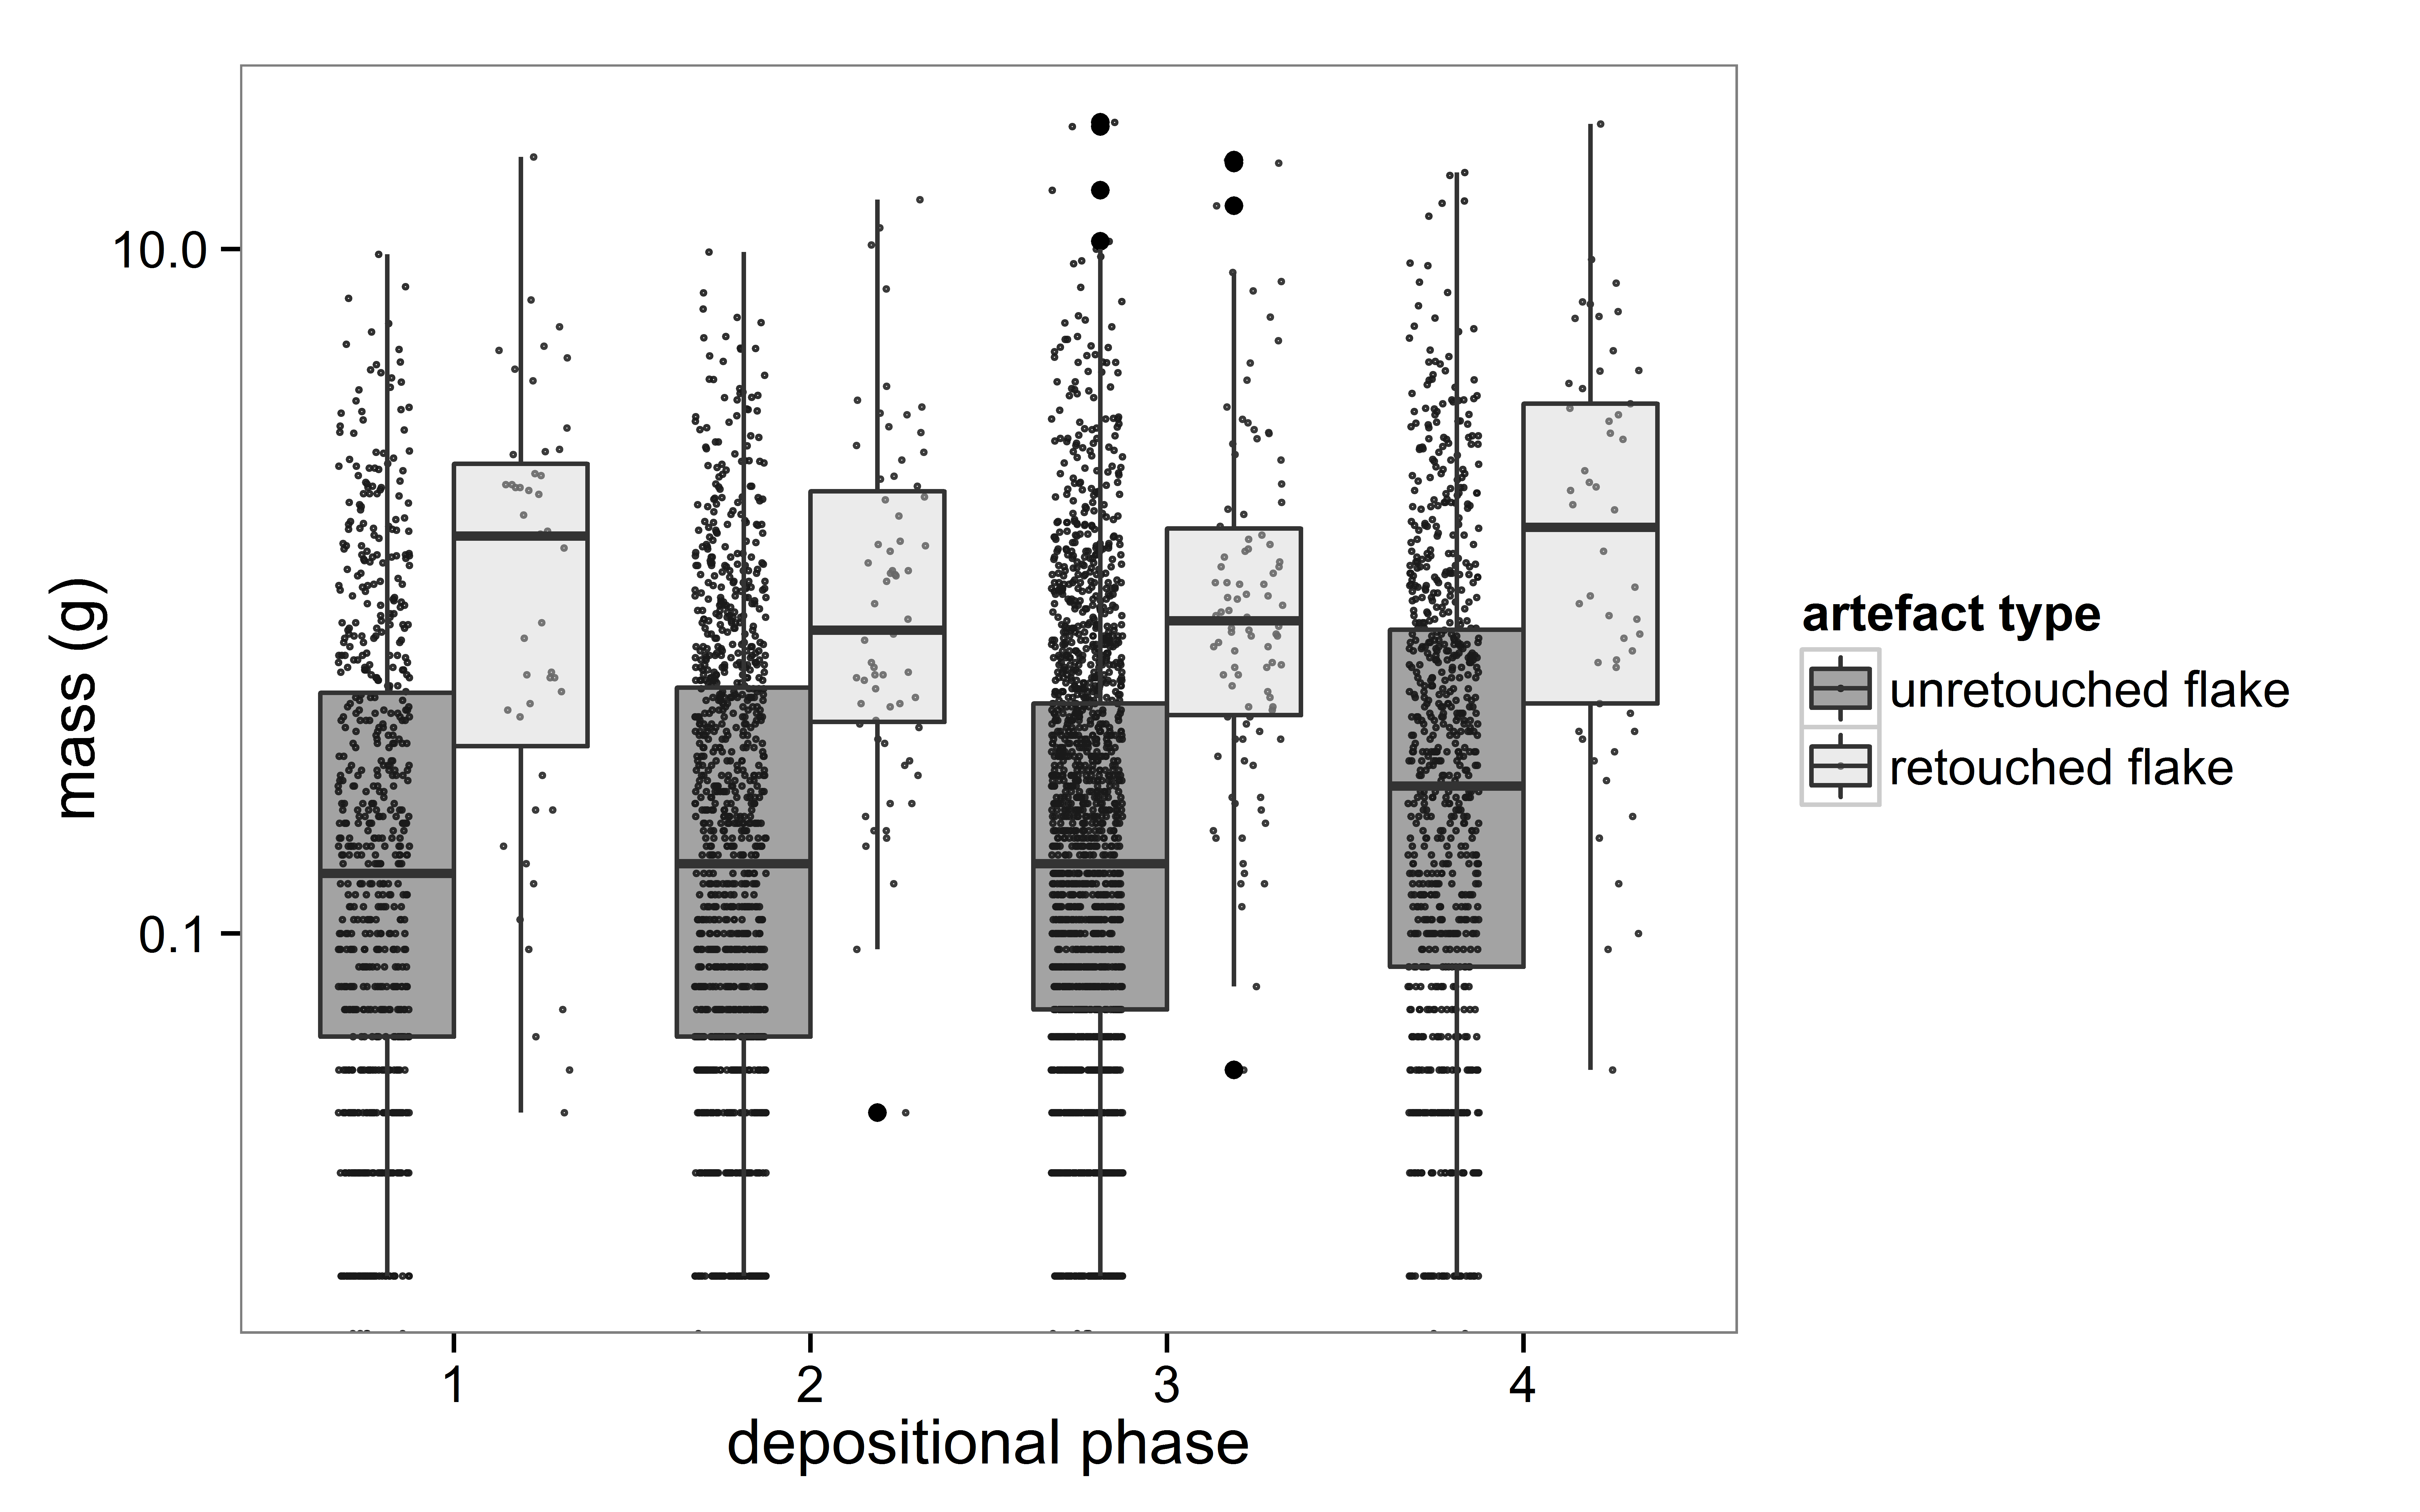 mass (g)
10.0
0.1
1 2 3 4
depositional phase
artefact type
unretouched flake
retouched flake